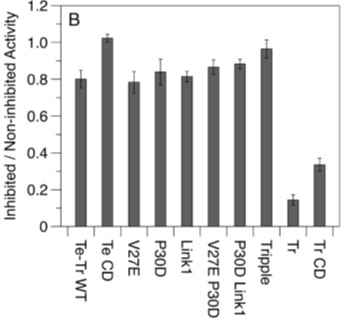 B
Inhibited / Non-inhibited Activity
1.2
1.0
0.8
0.6
0.4
0.2
0
Te-Tr WT
Te CD
V27E
P30D
Link1
V27E P30D
P30D Link1
Tripple
Tr
Tr CD